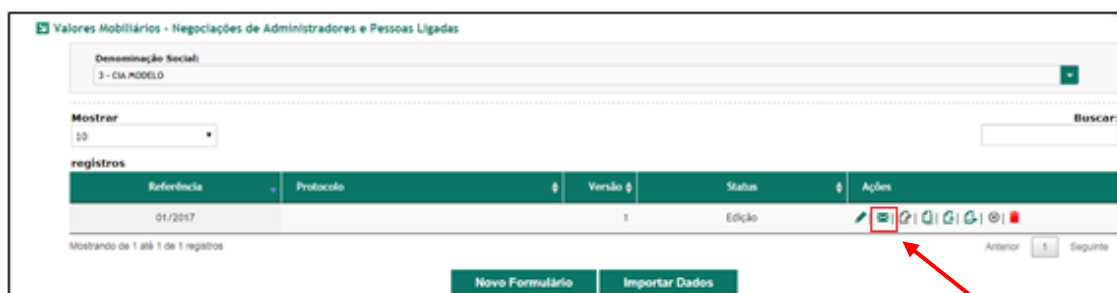 Valores Mobiliários - Negociações de Administradores e Pessoas Ligadas
Denominação Social:
3 - CIA MODELO
Mostrar
10
registros
Buscar:
Referência Protocolo Versão Status Ações
01/2017 1 Edição
Mostrando de 1 até 1 de 1 registros
Anterior 1 Seguinte
Novo Formulário Importar Dados